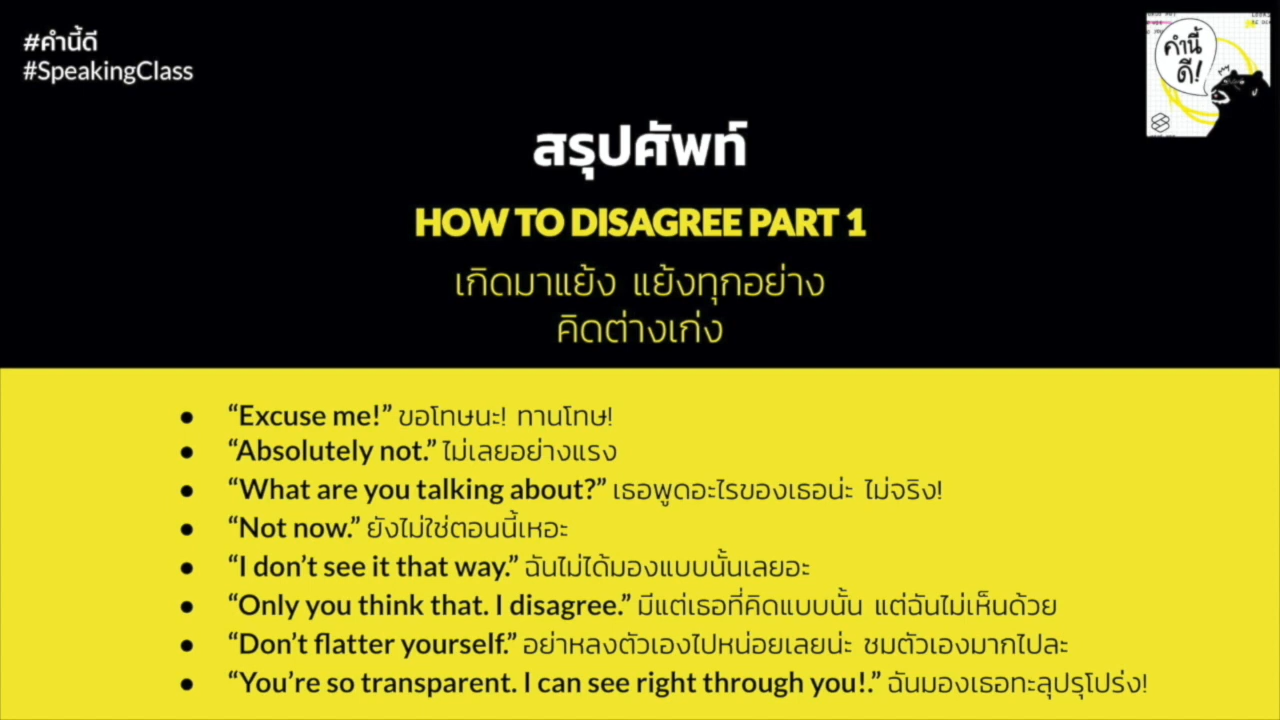 #คำนี้ดี
#SpeakingClass
คำนี้
ดี!
สรุปศัพท์
HOW TO DISAGREE PART 1
เกิดมาแย้ง แย้งทุกอย่าง
คิดต่างเก่ง
● “Excuse me!” ขอโทษนะ! ทานโทษ!
● “Absolutely not.” ไม่เลยอย่างแรง
● “What are you talking about?” เธอพูดอะไรของเธอน่ะ ไม่จริง!
● “Not now.” ยังไม่ใช่ตอนนี้เหอะ
● “I don’t see it that way.” ฉันไม่ได้มองแบบนั้นเลยอะ
● “Only you think that. I disagree.” มีแต่เธอที่คิดแบบนั้น แต่ฉันไม่เห็นด้วย
● “Don’t flatter yourself.” อย่าหลงตัวเองไปหน่อยเลยน่ะ ชมตัวเองมากไปละ
● “You’re so transparent. I can see right through you!.” ฉันมองเธอทะลุปรุโปร่ง!